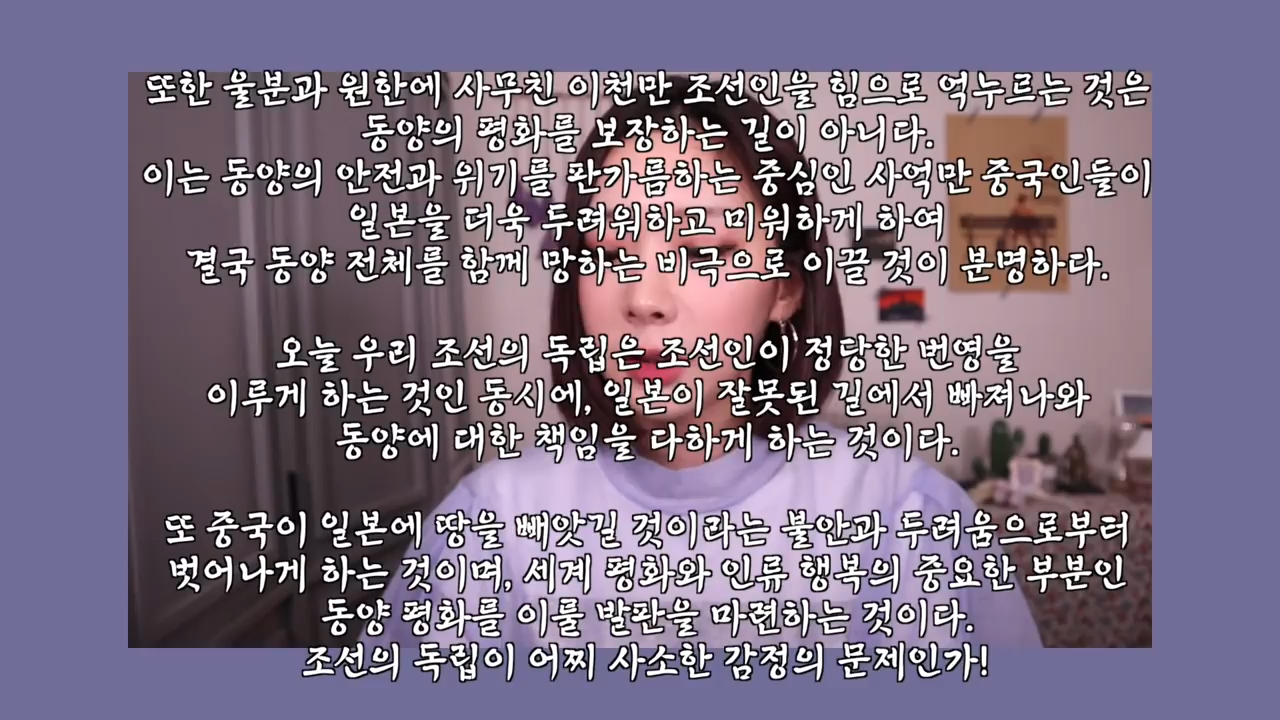 또한 울분과 원한에 사무친 이천만 조선인을 힘으로 억누르는 것은
동양의 평화를 보장하는 길이 아니다.
이는 동양의 안전과 위기를 판가름하는 중심인 사억만 중국인들이
일본을 더욱 두려워하고 미워하게 하여
결국 동양 전체를 함께 망하는 비극으로 이끌 것이 분명하다.
오늘 우리 조선의 독립은 조선인이 정당한 번영을
이루게 하는 것인 동시에, 일본이 잘못된 길에서 빠져나와
동양에 대한 책임을 다하게 하는 것이다.
또 중국이 일본에 땅을 빼앗길 것이라는 불안과 두려움으로부터
벗어나게 하는 것이며, 세계 평화와 인류 행복의 중요한 부분인
동양 평화를 이룰 발판을 마련하는 것이다.
조선의 독립이 어찌 사소한 감정의 문제인가!